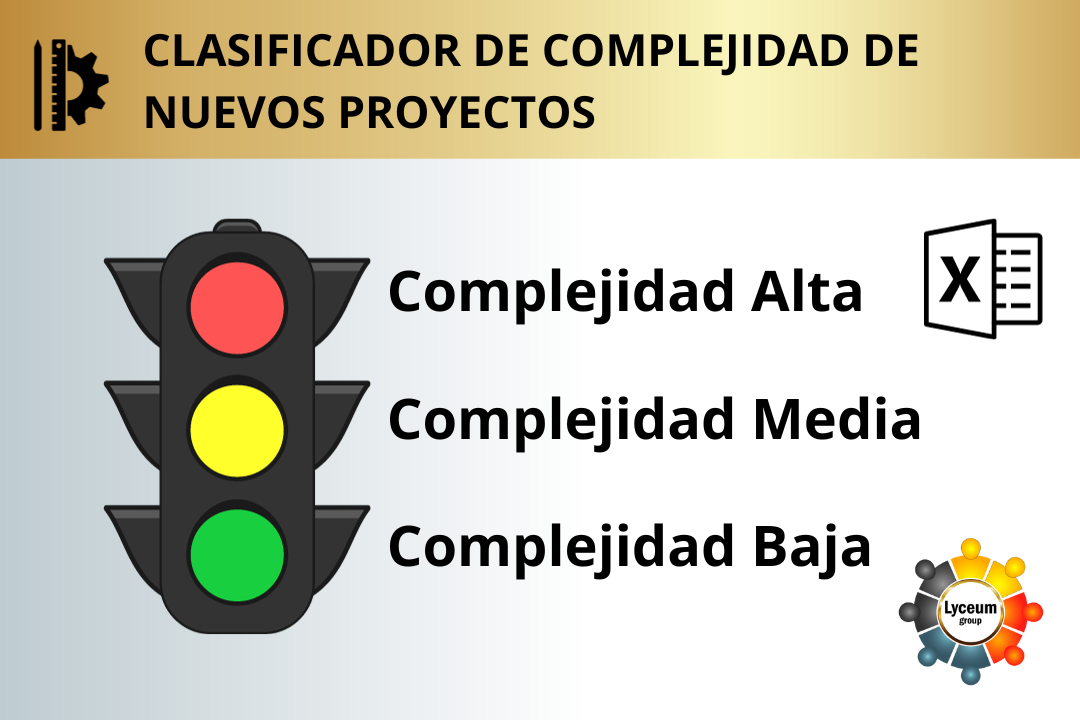 CLASIFICADOR DE COMPLEJIDAD DE
NUEVOS PROYECTOS
Complejidad Alta
X
Complejidad Media
Complejidad Baja
Lyceum
group